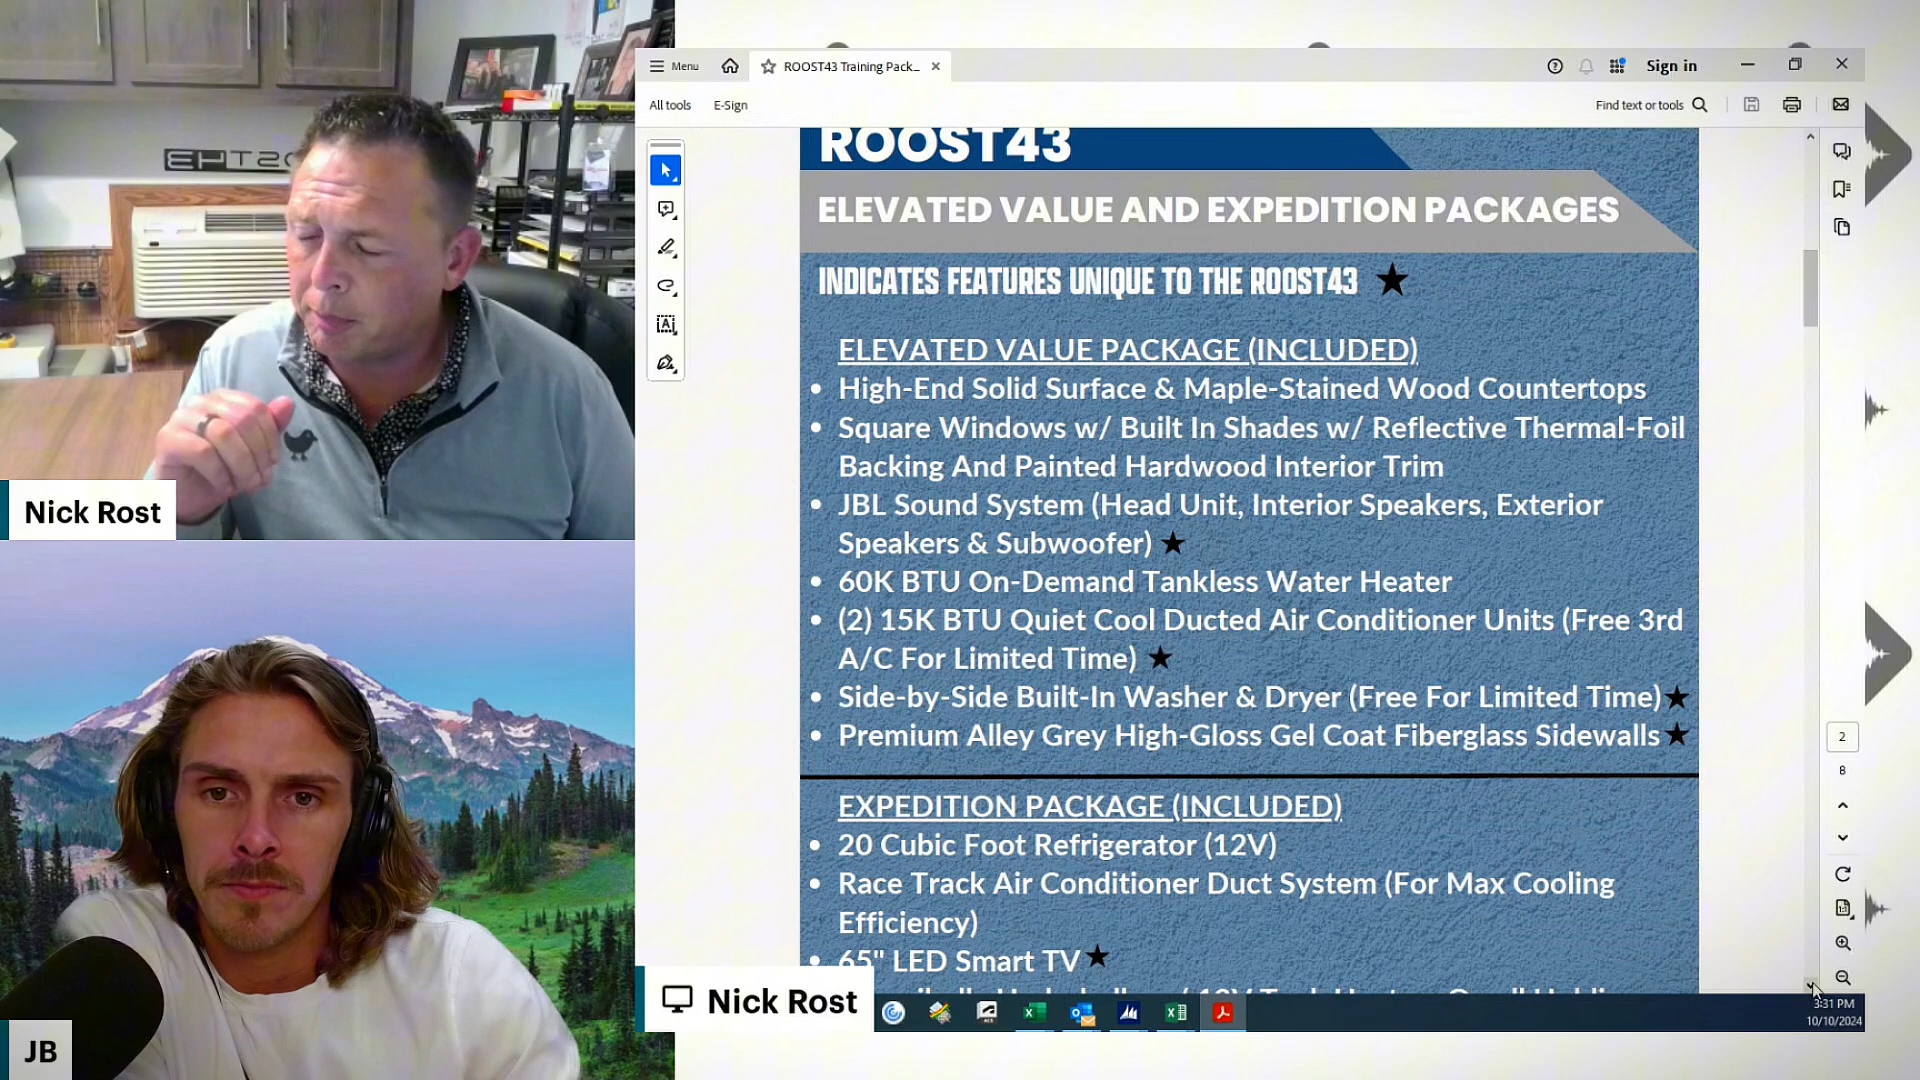 Menu
ROOST43 Training Pack...
Sign in
All tools
E-Sign
Find text or tools
ROOST43
ELEVATED VALUE AND EXPEDITION PACKAGES
INDICATES FEATURES UNIQUE TO THE ROOST43 ★
ELEVATED VALUE PACKAGE (INCLUDED)
• High-End Solid Surface & Maple-Stained Wood Countertops
• Square Windows w/ Built In Shades w/ Reflective Thermal-Foil
Backing And Painted Hardwood Interior Trim
• JBL Sound System (Head Unit, Interior Speakers, Exterior
Speakers & Subwoofer) ★
• 60K BTU On-Demand Tankless Water Heater
• (2) 15K BTU Quiet Cool Ducted Air Conditioner Units (Free 3rd
A/C For Limited Time) ★
• Side-by-Side Built-In Washer & Dryer (Free For Limited Time) ★
• Premium Alley Grey High-Gloss Gel Coat Fiberglass Sidewalls ★
EXPEDITION PACKAGE (INCLUDED)
• 20 Cubic Foot Refrigerator (12V)
• Race Track Air Conditioner Duct System (For Max Cooling
Efficiency)
• 65" LED Smart TV ★
2
8
3:31 PM
10/10/2024
Nick Rost
Nick Rost
JB